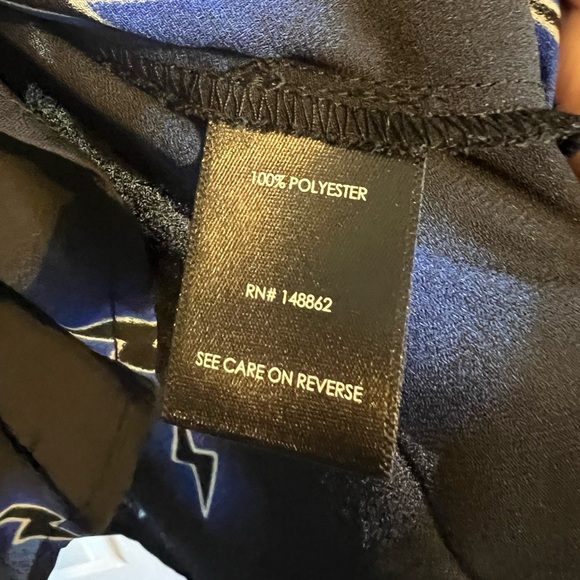 100% POLYESTER
RN# 148862
SEE CARE ON REVERSE